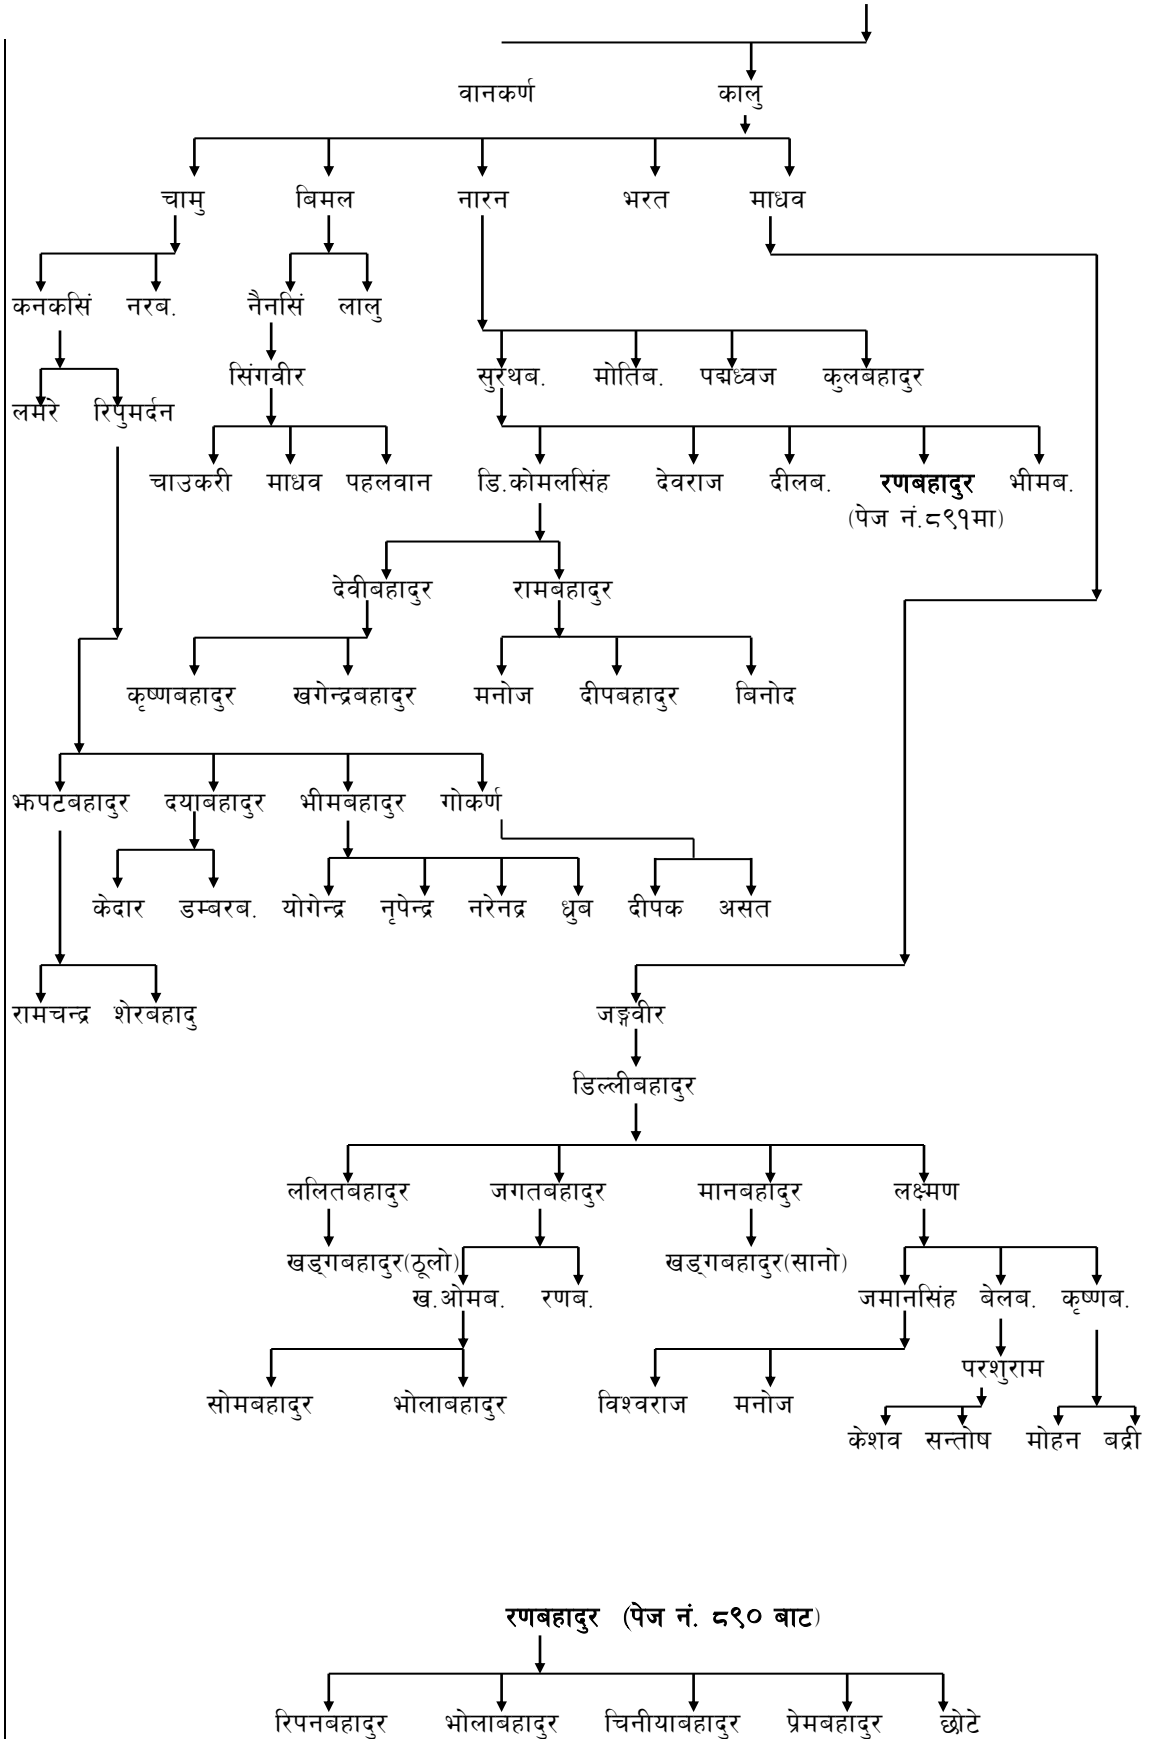 वानकर्ण कालु
चामु बिमल नारन भरत माधव
कनकसिं नरब. नैनसिं लालु
सिंगवीर सुरथब. मोतिब. पद्मध्वज कुलबहादुर
लमरे रिपुमर्दन
चाउकरी माधव पहलवान डि.कोमलसिंह देवराज दीलब. रणबहादुर भीमब.
(पेज नं.८९१मा)
देवीबहादुर रामबहादुर
कृष्णबहादुर खगेन्द्रबहादुर मनोज दीपबहादुर बिनोद
झपटबहादुर दयाबहादुर भीमबहादुर गोकर्ण
केदार डम्बरब. योगेन्द्र नृपेन्द्र नरेनद्र ध्रुब दीपक असत
रामचन्द्र शेरबहादु जङ्गवीर
डिल्लीबहादुर
ललितबहादुर जगतबहादुर मानबहादुर लक्ष्मण
खड्गबहादुर(ठूलो) खड्गबहादुर(सानो)
ख.ओमब. रणब. जमानसिंह बेलब. कृष्णब.
परशुराम
सोमबहादुर भोलाबहादुर विश्वराज मनोज
केशव सन्तोष मोहन बद्री
रणबहादुर (पेज नं. ८९० बाट)
रिपनबहादुर भोलाबहादुर चिनीयाबहादुर प्रेमबहादुर छोटे